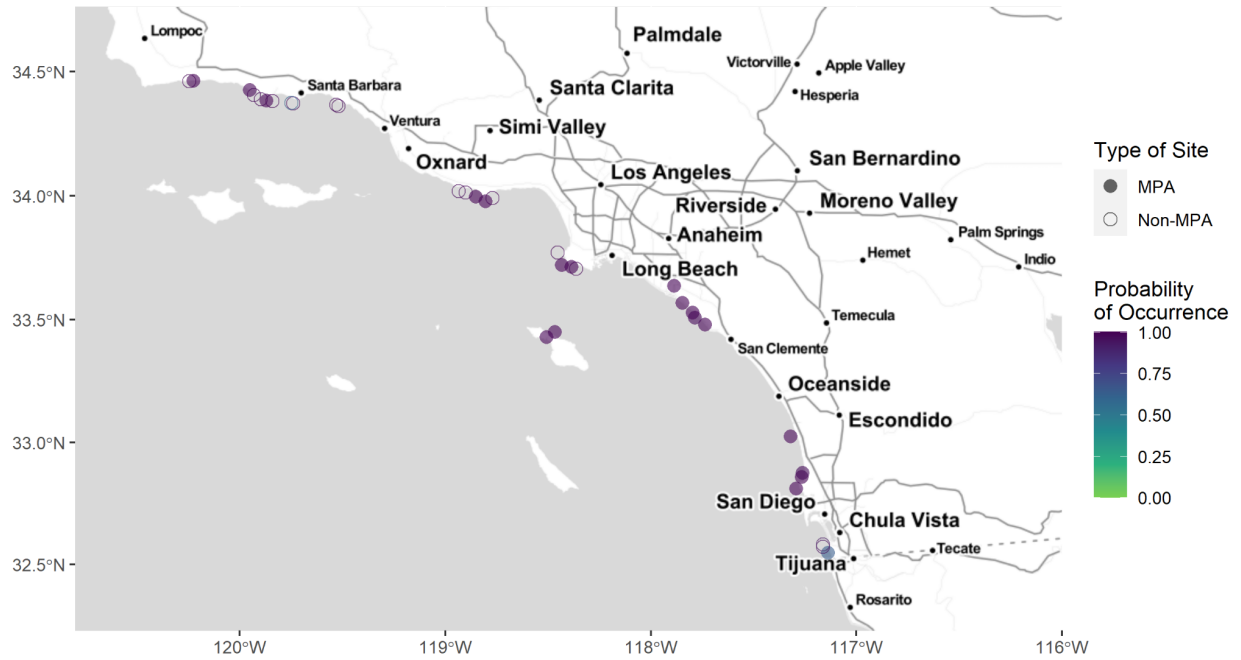 Lompoc
Palmdale
Victorville
Apple Valley
34.5°N
Santa Barbara
Santa Clarita
Hesperia
Ventura
Simi Valley
Oxnard
San Bernardino
Los Angeles
34.0°N
Riverside
Moreno Valley
Anaheim
Palm Springs
Hemet
Indio
Long Beach
33.5°N
Temecula
San Clemente
Oceanside
Escondido
33.0°N
San Diego
Chula Vista
32.5°N
Tijuana
Tecate
Rosarito
120°W
119°W
118°W
117°W
116°W
Type of Site
MPA
Non-MPA
Probability
of Occurrence
1.00
0.75
0.50
0.25
0.00